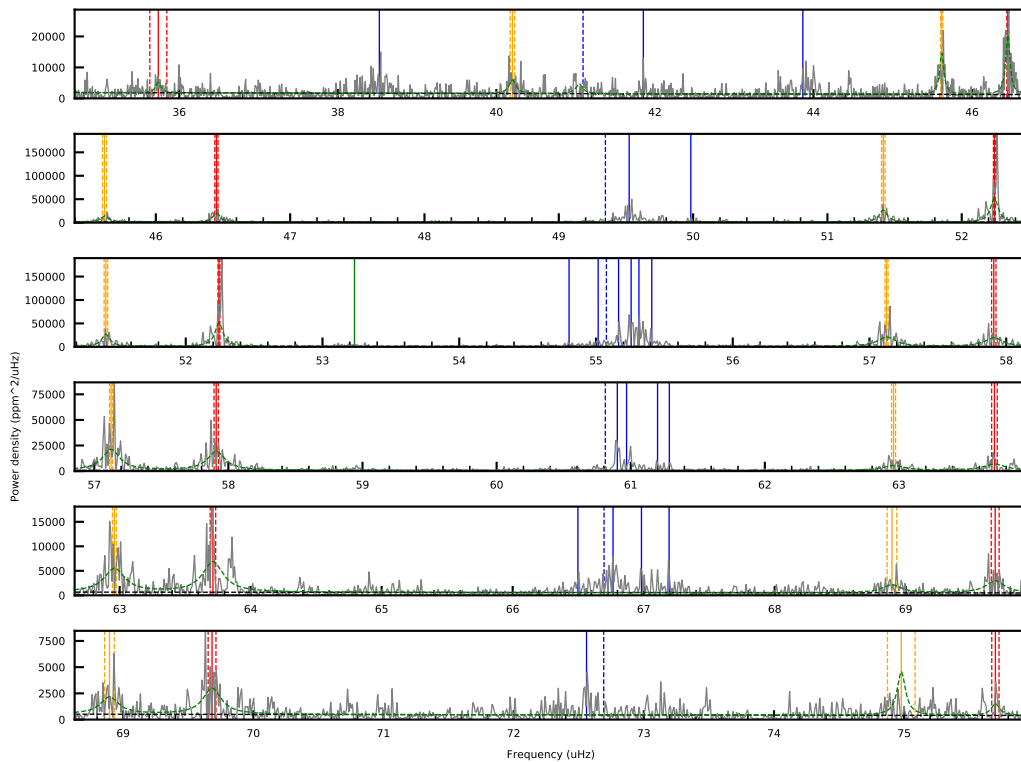 20000
10000
0
36 38 40 42 44 46
150000
100000
50000
0
46 47 48 49 50 51 52
150000
100000
50000
0
52 53 54 55 56 57 58
Power density (ppm^2/uHz)
75000
50000
25000
0
57 58 59 60 61 62 63
15000
10000
5000
0
63 64 65 66 67 68 69
7500
5000
2500
0
69 70 71 72 73 74 75
Frequency (uHz)